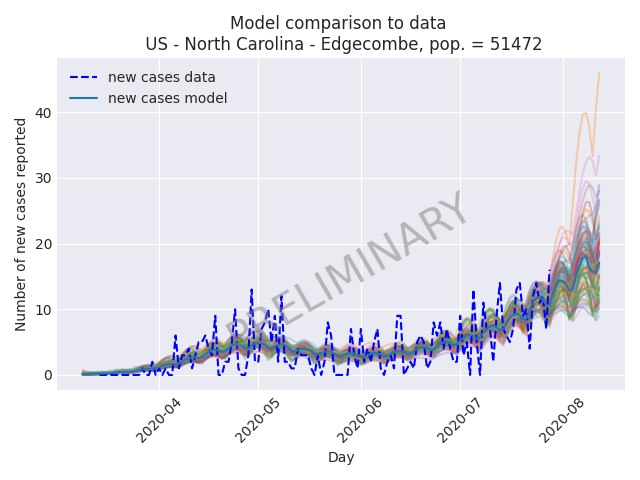 Model comparison to data
US - North Carolina - Edgecombe, pop. = 51472
new cases data
new cases model
PRELIMINARY
Number of new cases reported
40
30
20
10
0
2020-04
2020-05
2020-06
2020-07
2020-08
Day